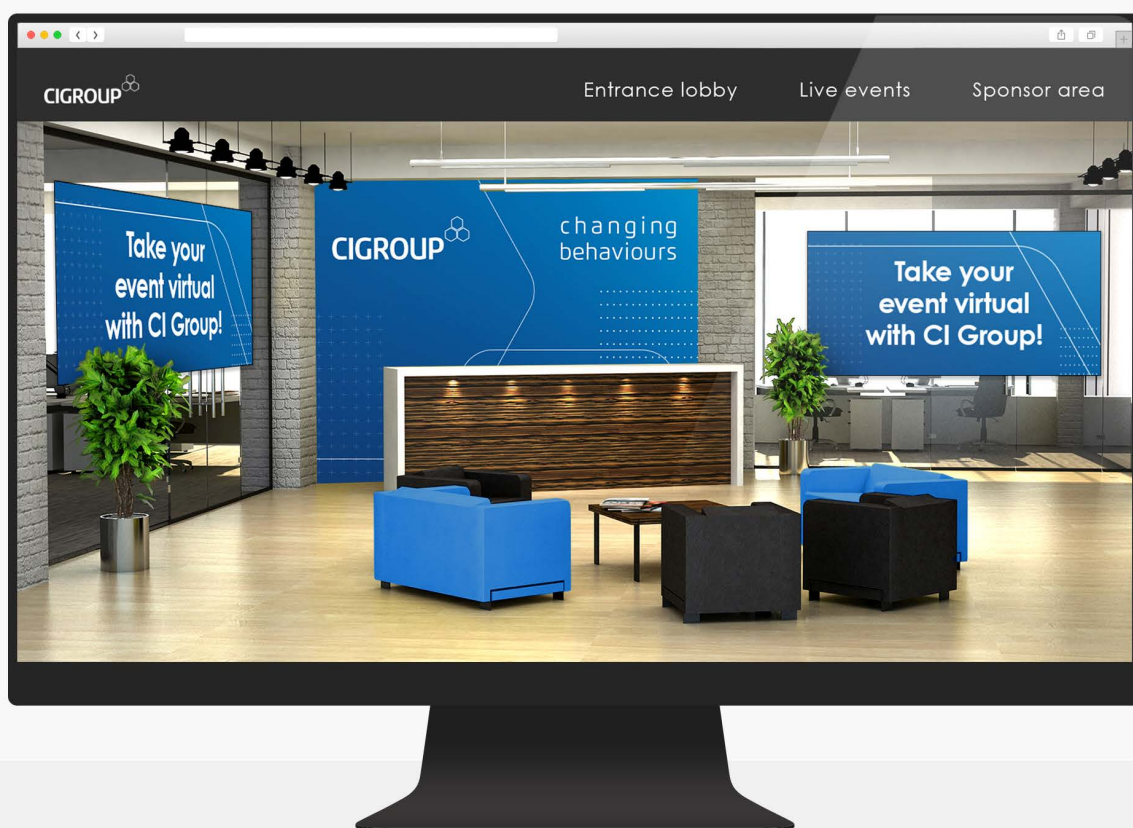 CIGROUP
Entrance lobby
Live events
Sponsor area
Take your
event virtual
with CI Group!
CIGROUP
changing
behaviours
Take your
event virtual
with CI Group!